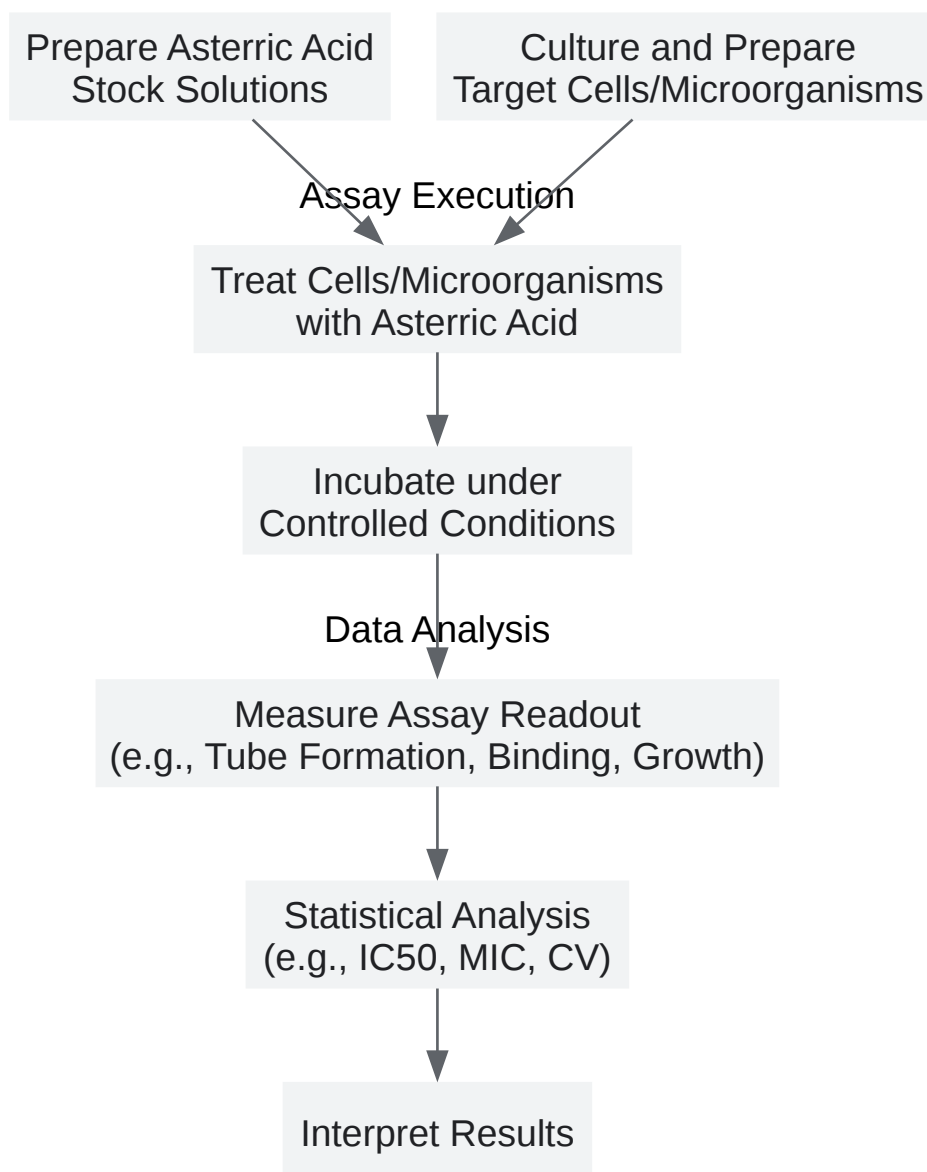 Prepare Asterric Acid
Stock Solutions
Culture and Prepare
Target Cells/Microorganisms
Assay Execution
Treat Cells/Microorganisms
with Asterric Acid
Incubate under
Controlled Conditions
Data Analysis
Measure Assay Readout
(e.g., Tube Formation, Binding, Growth)
Statistical Analysis
(e.g., IC50, MIC, CV)
Interpret Results